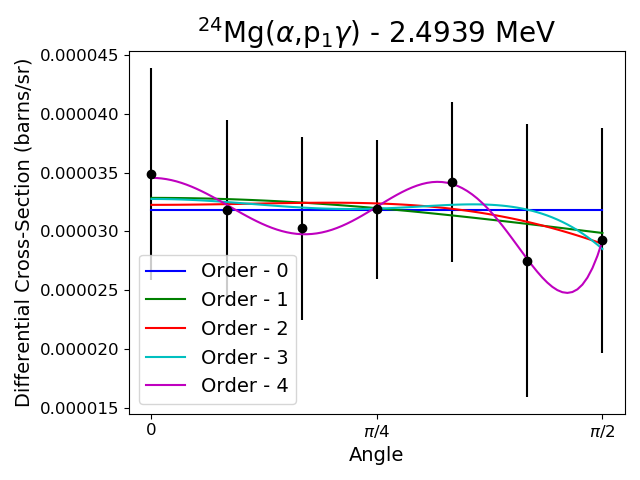 ²⁴Mg(α,p₁γ) - 2.4939 MeV
Differential Cross-Section (barns/sr)
0.000045
0.000040
0.000035
0.000030
0.000025
0.000020
0.000015
Order - 0
Order - 1
Order - 2
Order - 3
Order - 4
0
π/4
π/2
Angle